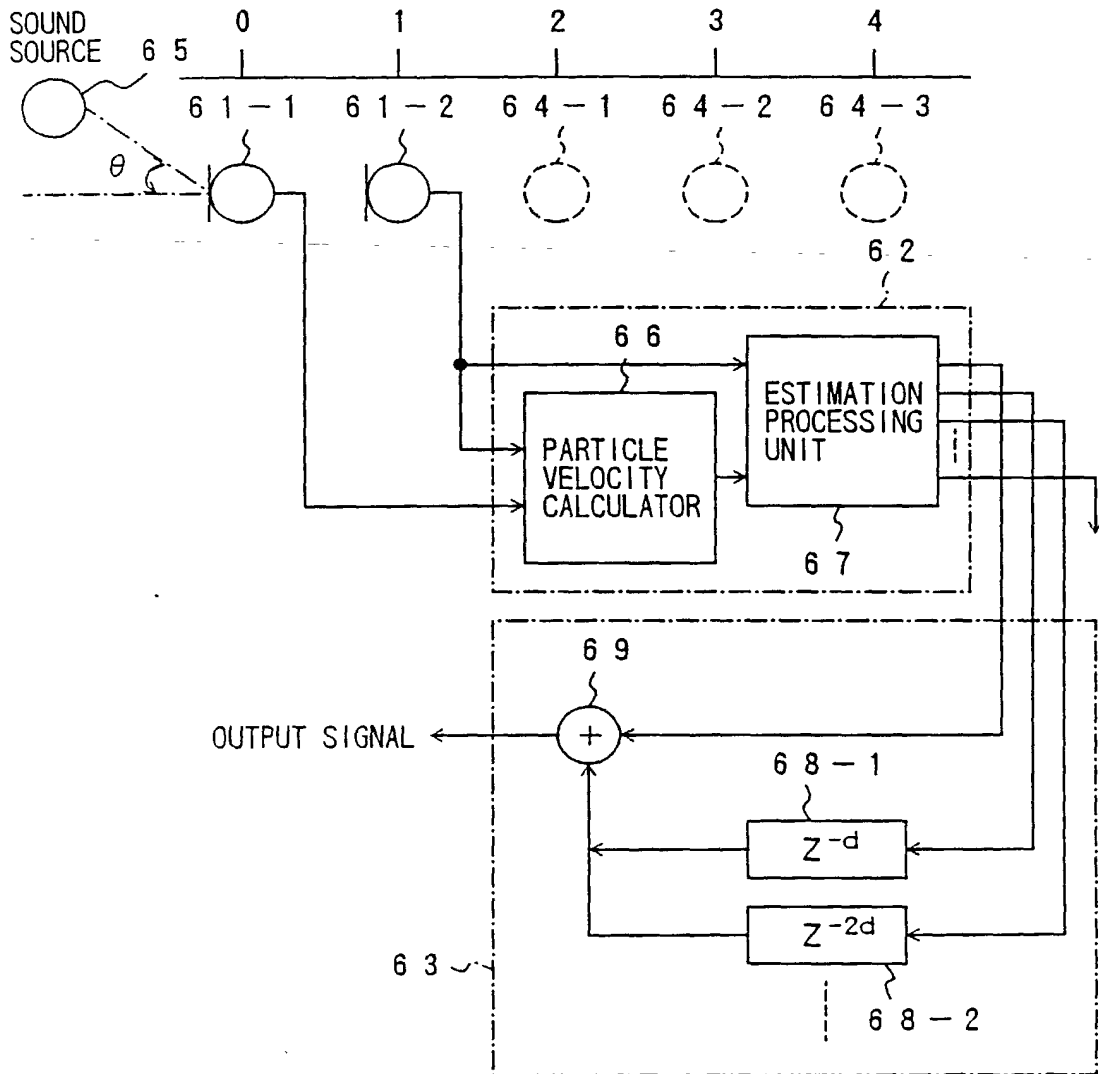 SOUND
SOURCE
65
0 1 2 3 4
61-1 61-2 64-1 64-2 64-3
θ
62
66
PARTICLE
VELOCITY
CALCULATOR
ESTIMATION
PROCESSING
UNIT
67
69
+
OUTPUT SIGNAL
68-1
Z⁻ᵈ
Z⁻²ᵈ
63
68-2